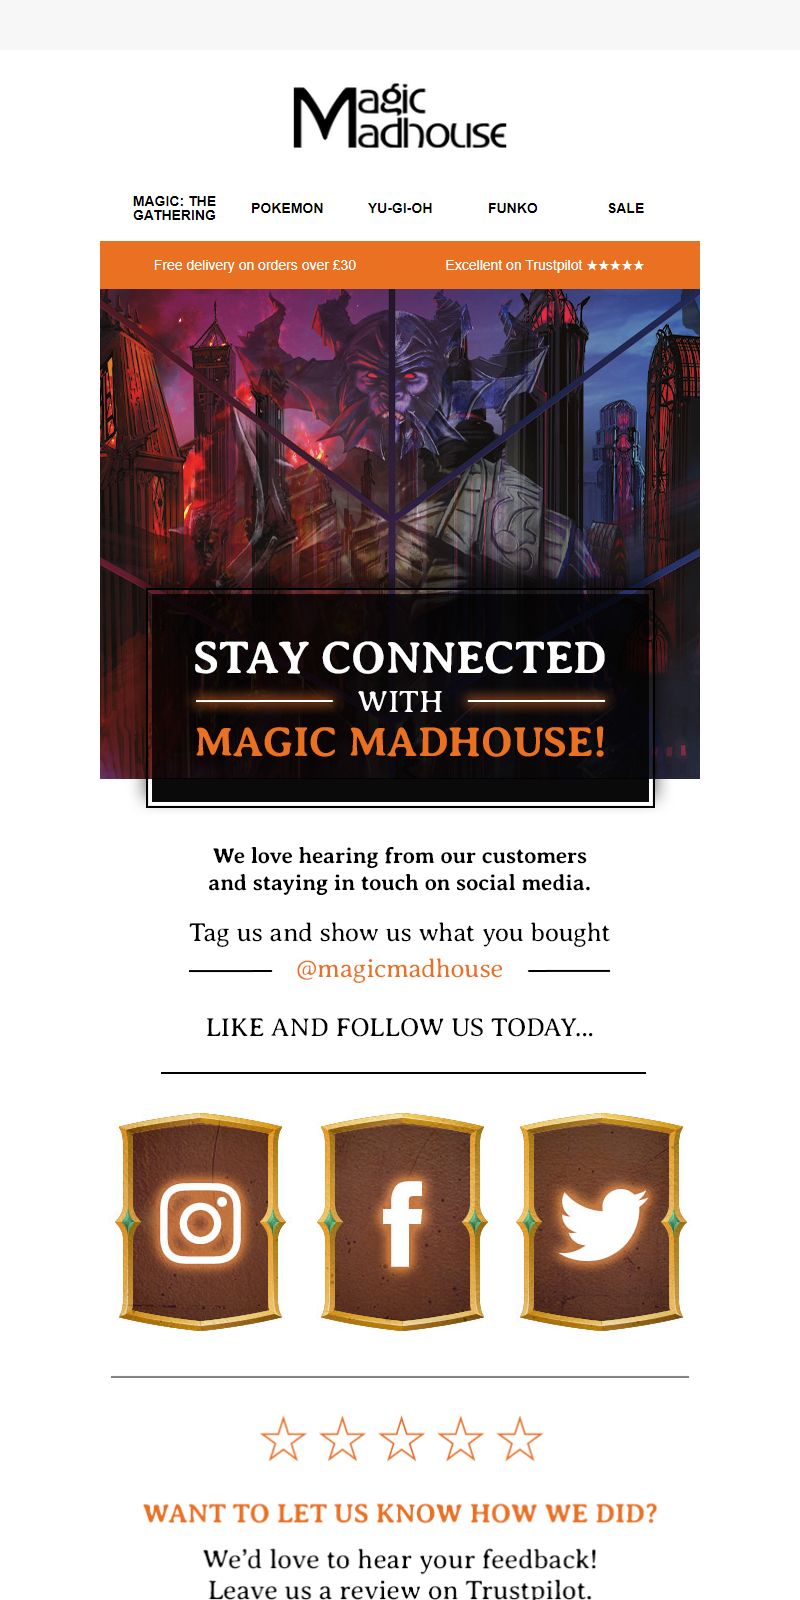 Magic
Madhouse
MAGIC: THE
GATHERING
POKEMON
YU-GI-OH
FUNKO
SALE
Free delivery on orders over £30
Excellent on Trustpilot ★★★★★
STAY CONNECTED
WITH
MAGIC MADHOUSE!
We love hearing from our customers
and staying in touch on social media.
Tag us and show us what you bought
@magicmadhouse
LIKE AND FOLLOW US TODAY...
WANT TO LET US KNOW HOW WE DID?
We'd love to hear your feedback!
Leave us a review on Trustpilot.